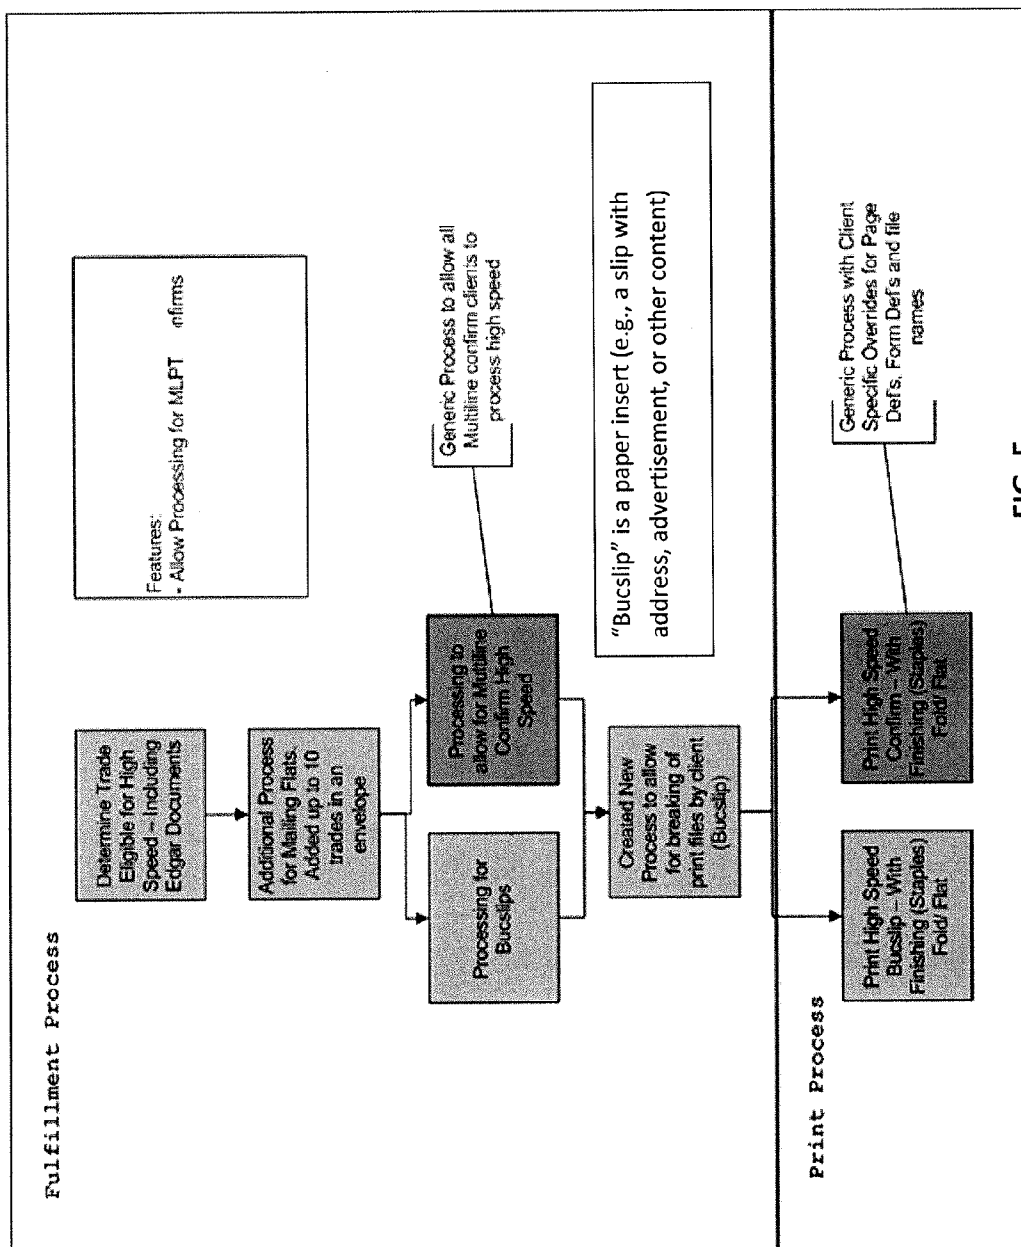 Fulfillment Process
Features:
- Allow Processing for MLPT nfirms
Determine Trade
Eligible for High
Speed – Including
Edgar Documents
Additional Process
for Mailing Flats.
Added up to 10
trades in an
envelope
Processing for
Bucslips
Processing to
allow for Multiline
Confirm High
Speed
Generic Process to allow all
Multiline confirm clients to
process high speed
Created New
Process to allow
for breaking of
print files by client
(Bucslip)
"Bucslip" is a paper insert (e.g., a slip with
address, advertisement, or other content)
Print Process
Print High Speed
Bucslip – With
Finishing (Staples)
Fold/ Flat
Print High Speed
Confirm – With
Finishing (Staples)
Fold/ Flat
Generic Process with Client
Specific Overrides for Page
Def's, Form Def's and file
names